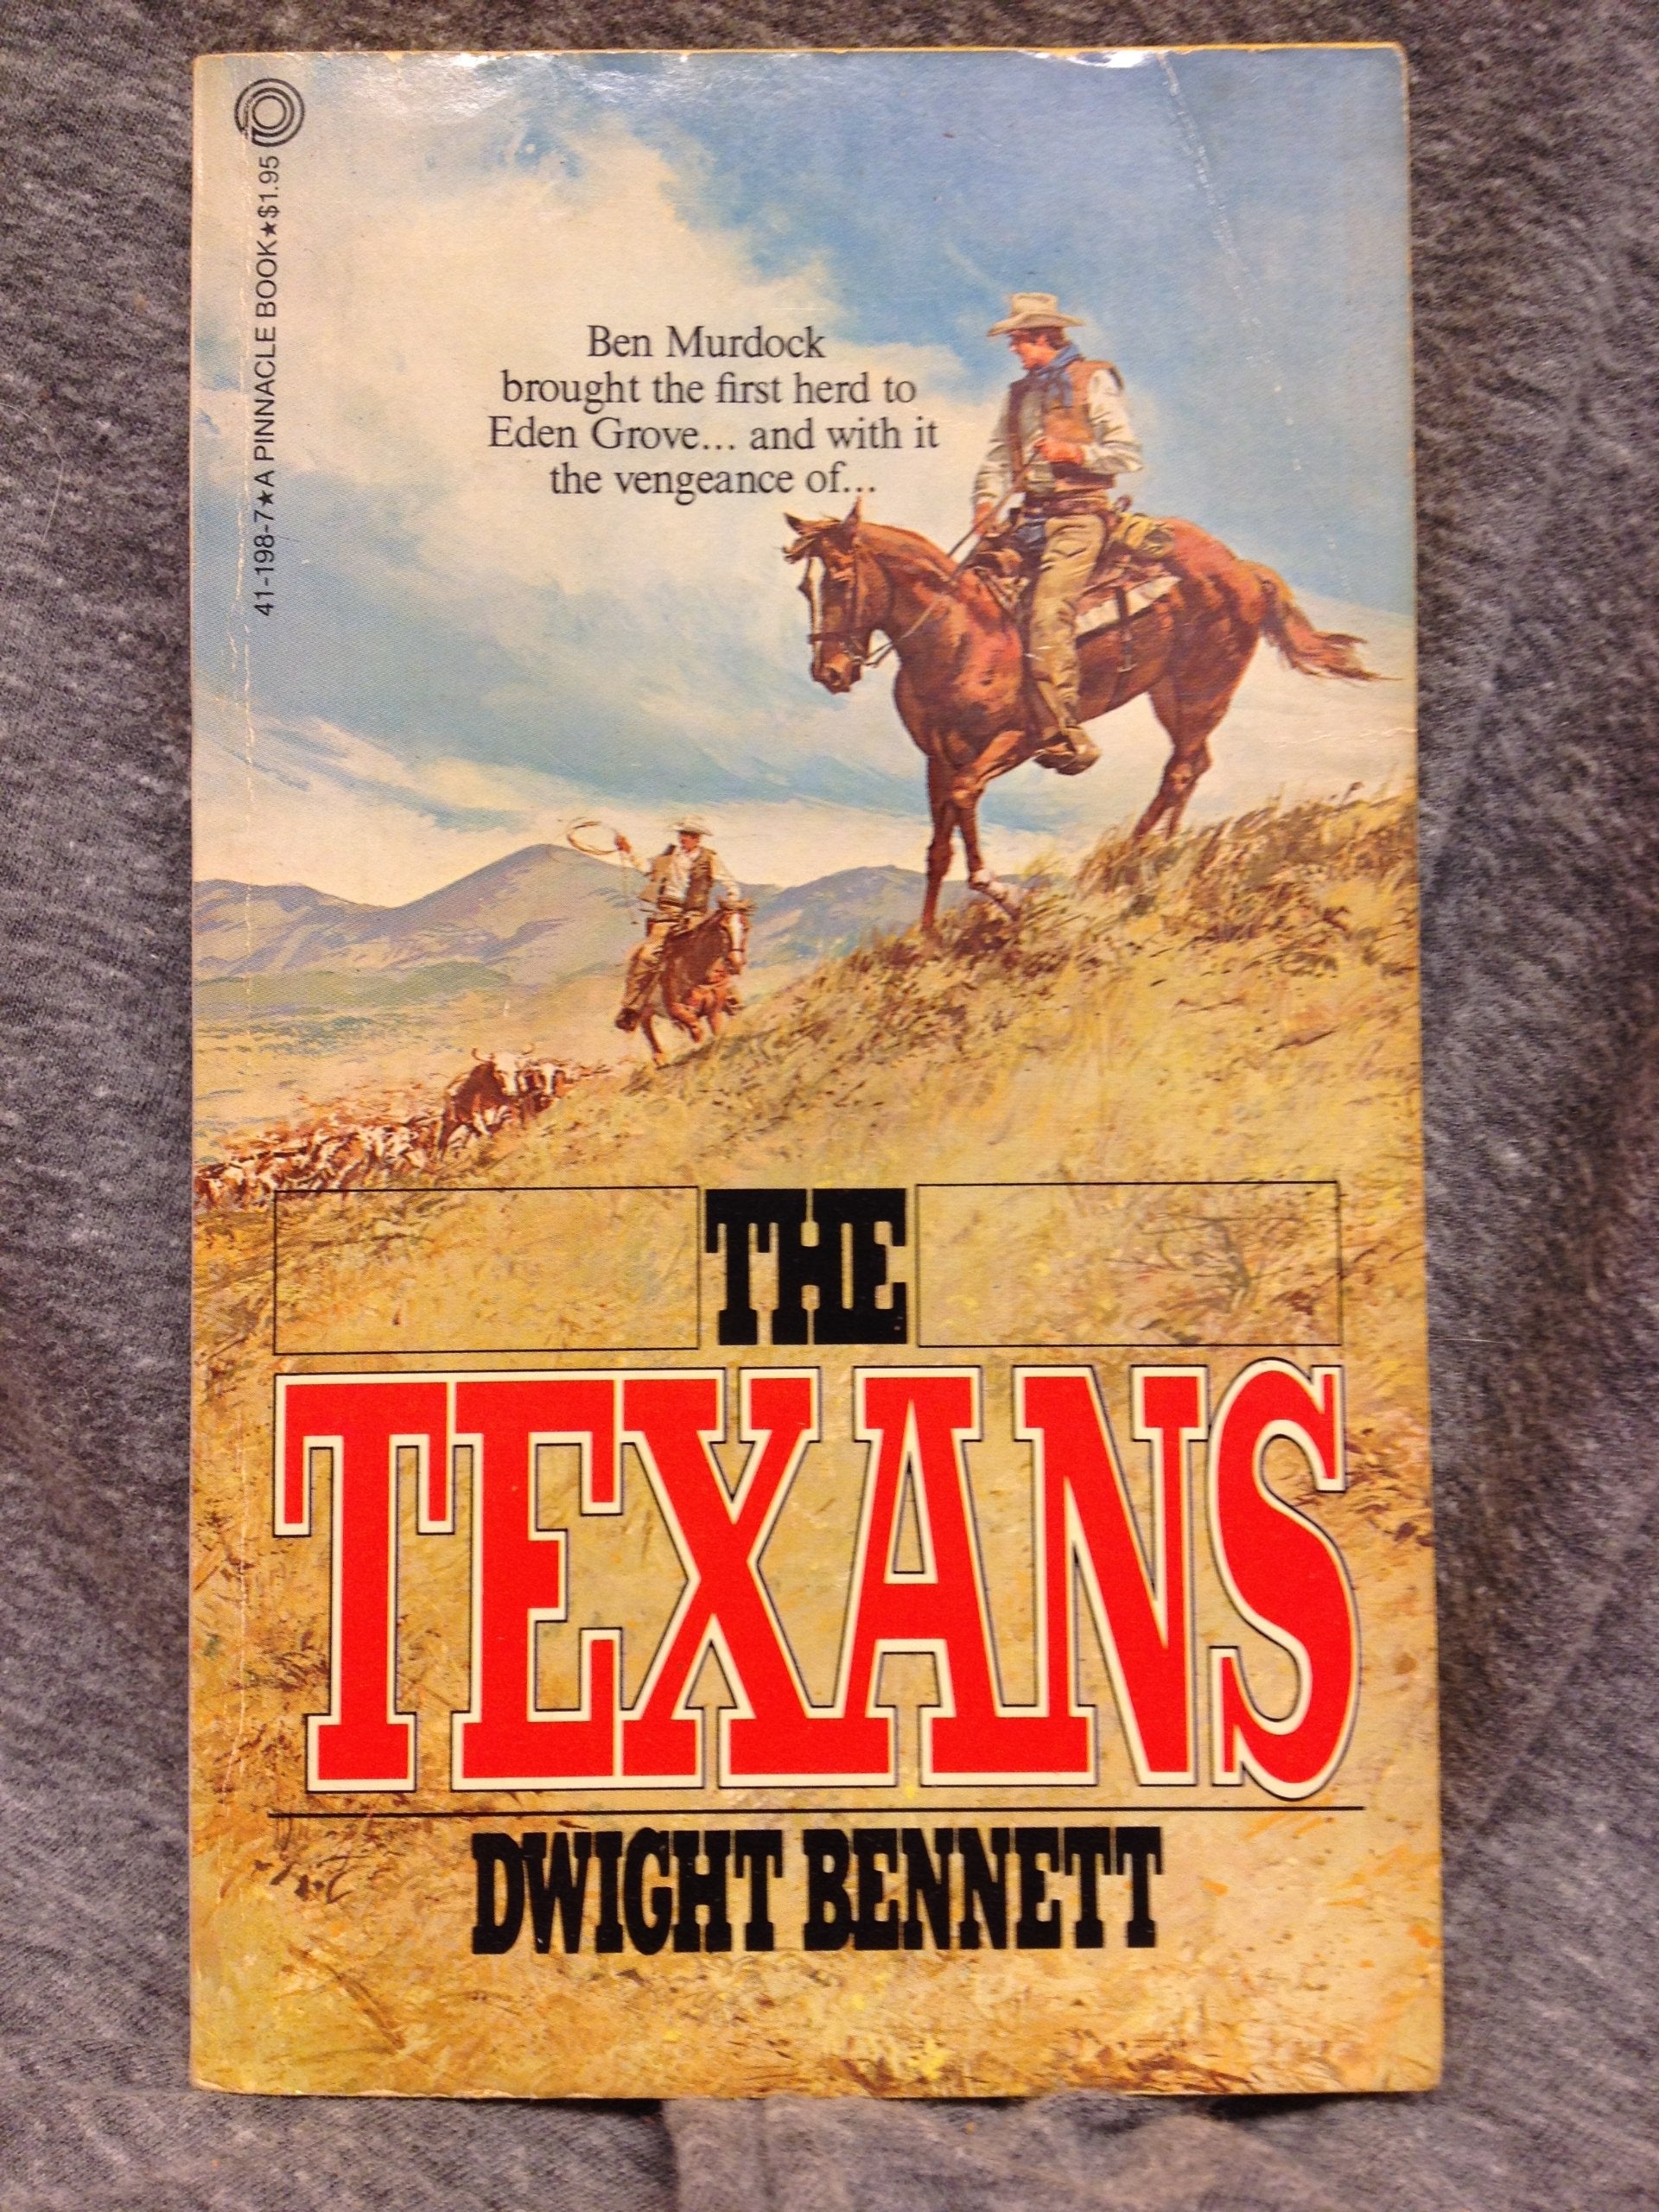 41-198-7★A PINNACLE BOOK★$1.95
Ben Murdock
brought the first herd to
Eden Grove... and with it
the vengeance of...
THE
TEXANS
DWIGHT BENNETT